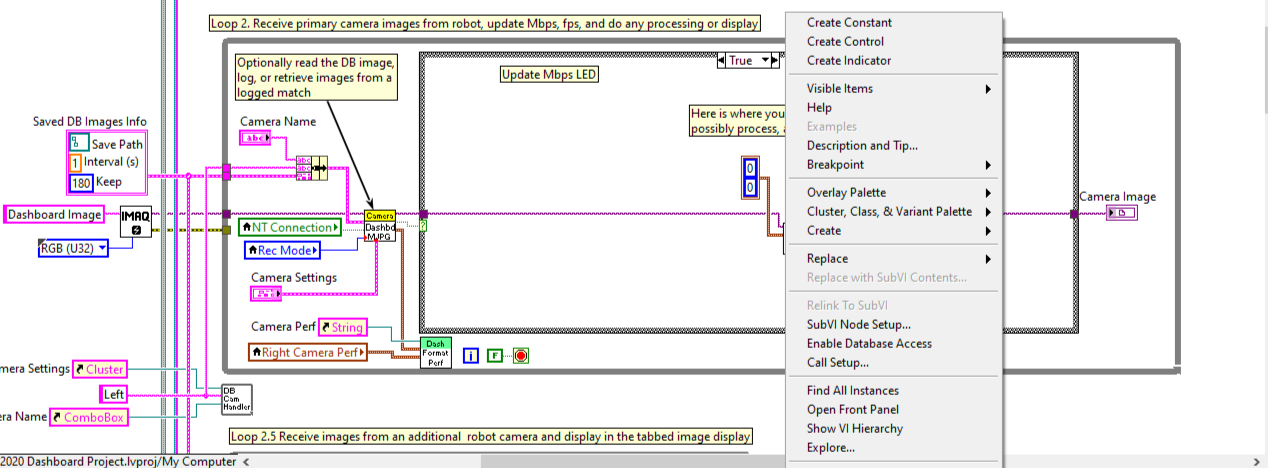 Loop 2. Receive primary camera images from robot, update Mbps, fps, and do any processing or display
Optionally read the DB image,
log, or retrieve images from a
logged match
Update Mbps LED
True
Here is where you
possibly process,
Saved DB Images Info
Save Path
1 Interval (s)
180 Keep
Camera Name
abc
abc
abc
Dashboard Image
IMAQ
RGB (U32)
NT Connection
Rec Mode
Camera
Dashbd
MJPG
?
Camera Settings
0
0
Camera Image
Camera Perf
String
Right Camera Perf
Dash
Format
Perf
i
F
mera Settings
Cluster
Left
DB
Cam
Handler
era Name
ComboBox
Loop 2.5 Receive images from an additional robot camera and display in the tabbed image display
2020 Dashboard Project.lvproj/My Computer
Create Constant
Create Control
Create Indicator
Visible Items
Help
Examples
Description and Tip...
Breakpoint
Overlay Palette
Cluster, Class, & Variant Palette
Create
Replace
Replace with SubVI Contents...
Relink To SubVI
SubVI Node Setup...
Enable Database Access
Call Setup...
Find All Instances
Open Front Panel
Show VI Hierarchy
Explore...